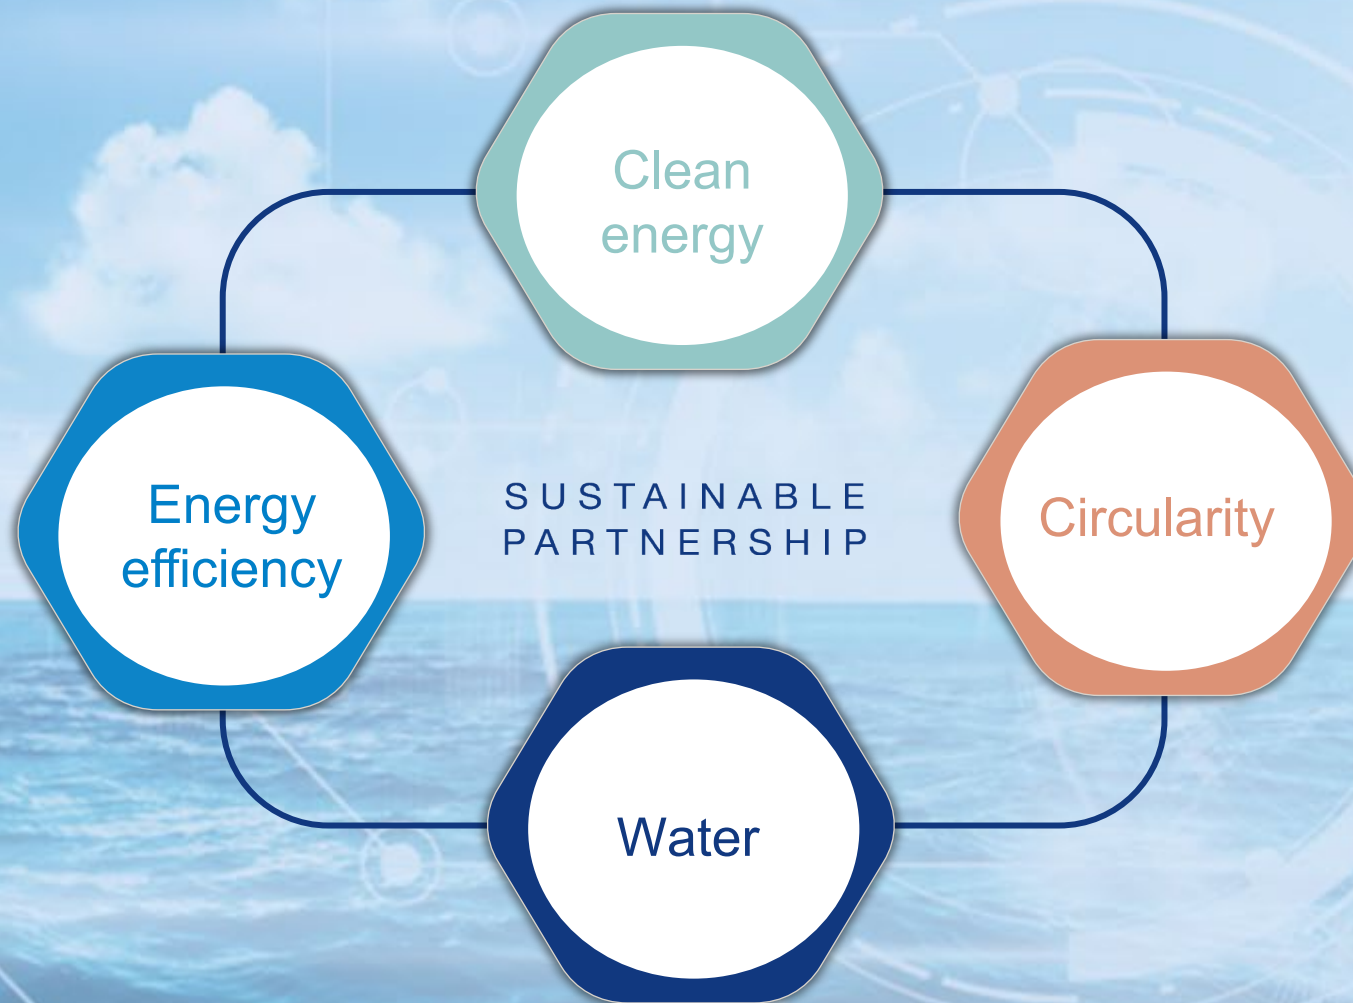 Clean
energy
Energy
efficiency
SUSTAINABLE
PARTNERSHIP
Circularity
Water